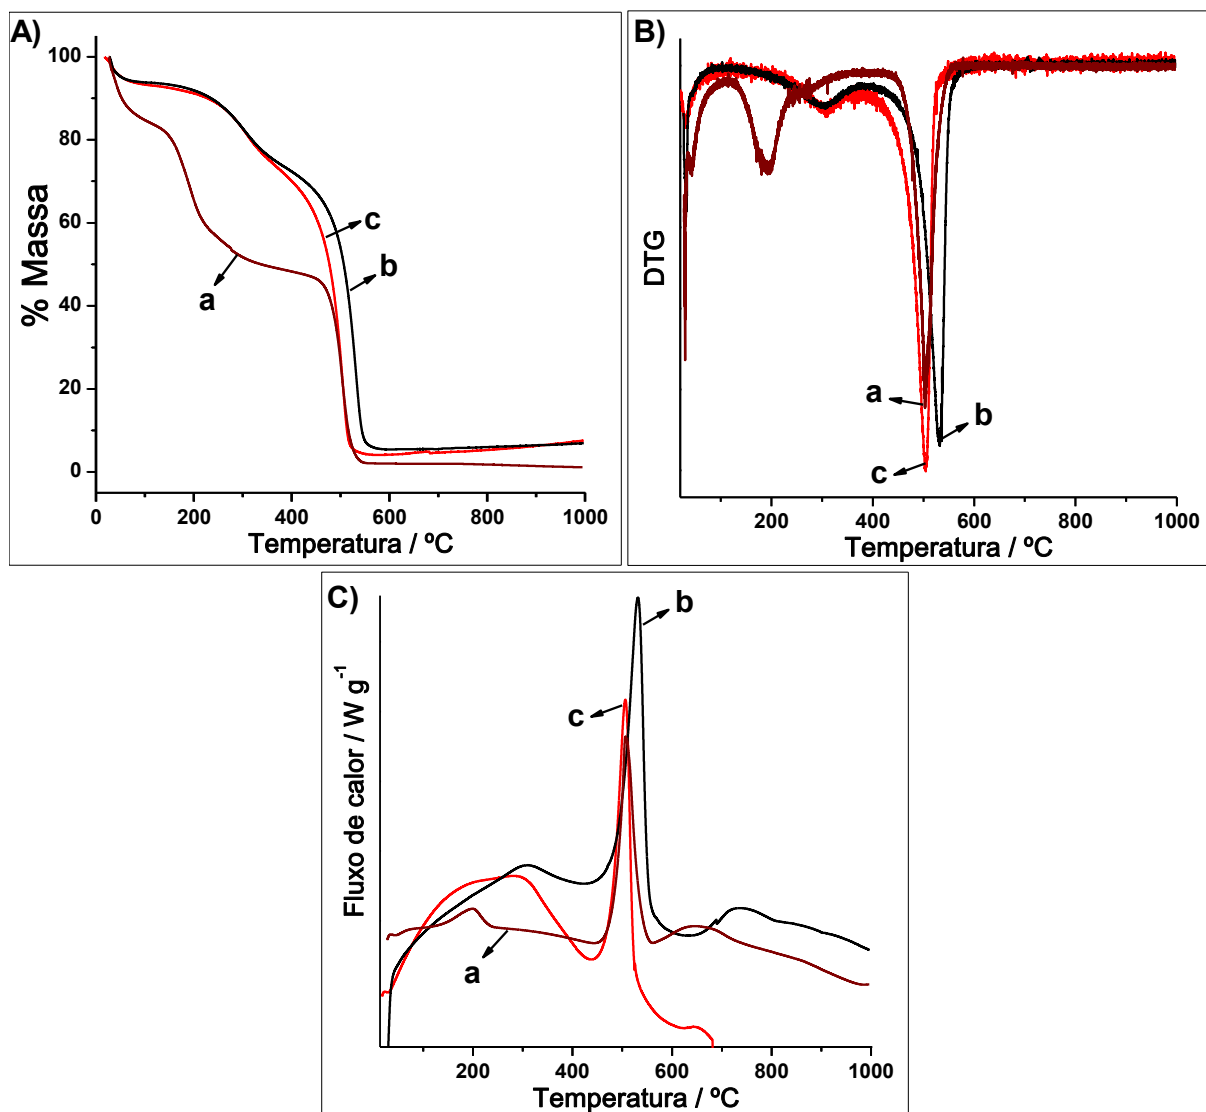 A)
% Massa
100
80
60
40
20
0
a
c
b
0 200 400 600 800 1000
Temperatura / ºC
B)
DTG
a
b
c
200 400 600 800 1000
Temperatura / ºC
C)
Fluxo de calor / W g⁻¹
b
c
a
200 400 600 800 1000
Temperatura / ºC